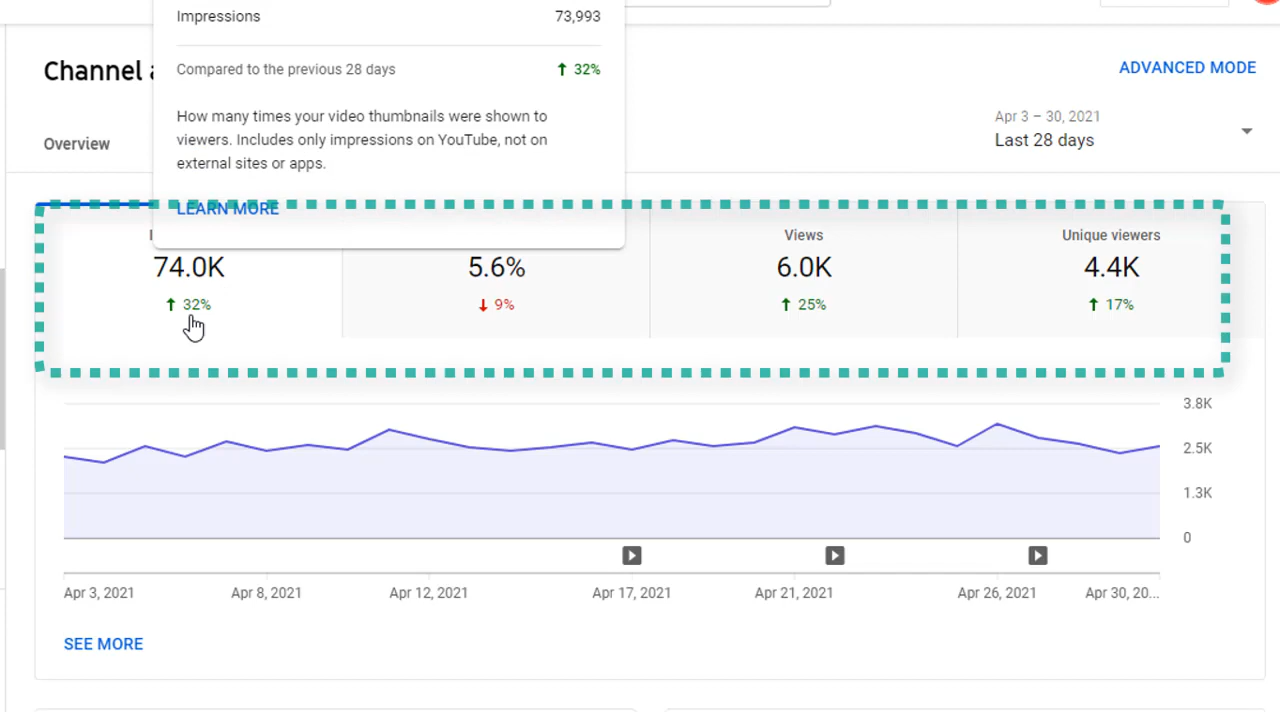 Impressions 73,993
Compared to the previous 28 days 32%
How many times your video thumbnails were shown to
viewers. Includes only impressions on YouTube, not on
external sites or apps.
LEARN MORE
Channel
ADVANCED MODE
Overview
Apr 3 – 30, 2021
Last 28 days
74.0K
32%
5.6%
9%
Views
6.0K
25%
Unique viewers
4.4K
17%
3.8K
2.5K
1.3K
0
Apr 3, 2021 Apr 8, 2021 Apr 12, 2021 Apr 17, 2021 Apr 21, 2021 Apr 26, 2021 Apr 30, 20...
SEE MORE